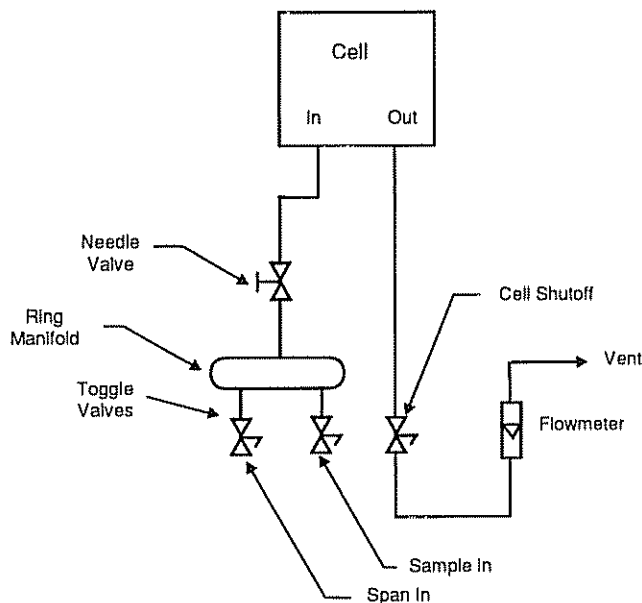 Cell
In
Out
Needle
Valve
Cell Shutoff
Ring
Manifold
Vent
Toggle
Valves
Flowmeter
Sample In
Span In